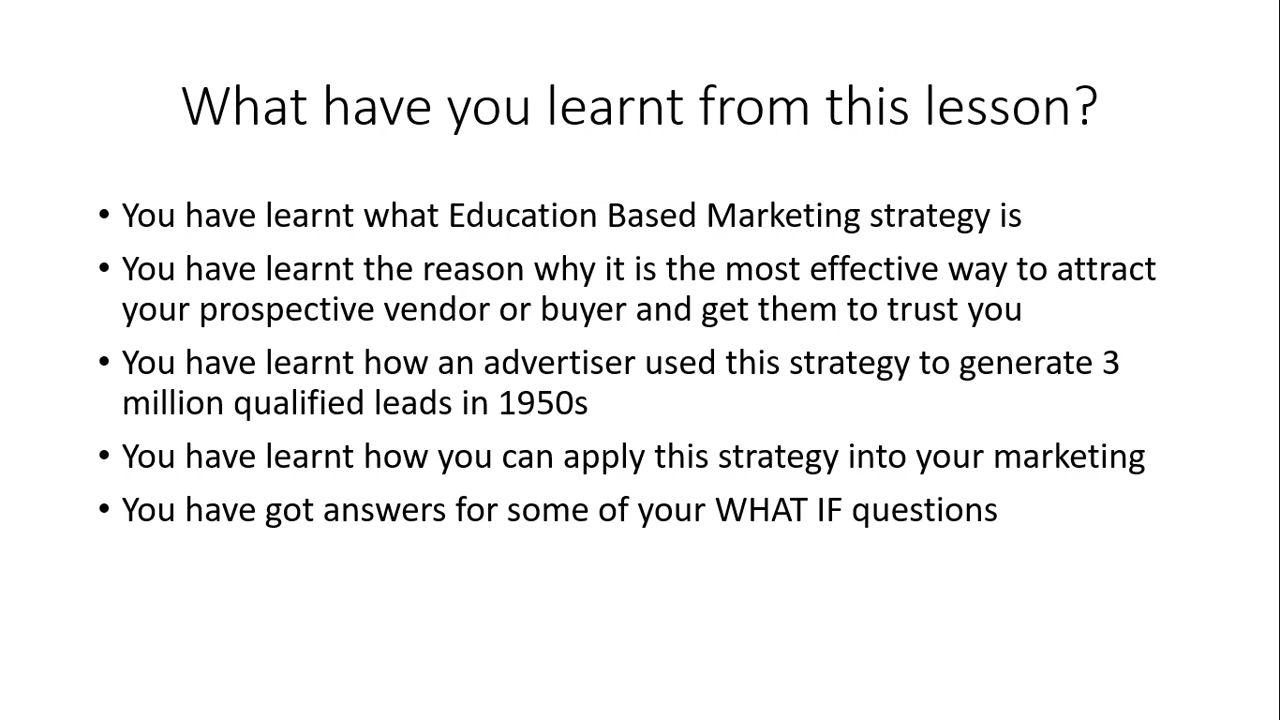 What have you learnt from this lesson?
• You have learnt what Education Based Marketing strategy is
• You have learnt the reason why it is the most effective way to attract
your prospective vendor or buyer and get them to trust you
• You have learnt how an advertiser used this strategy to generate 3
million qualified leads in 1950s
• You have learnt how you can apply this strategy into your marketing
• You have got answers for some of your WHAT IF questions